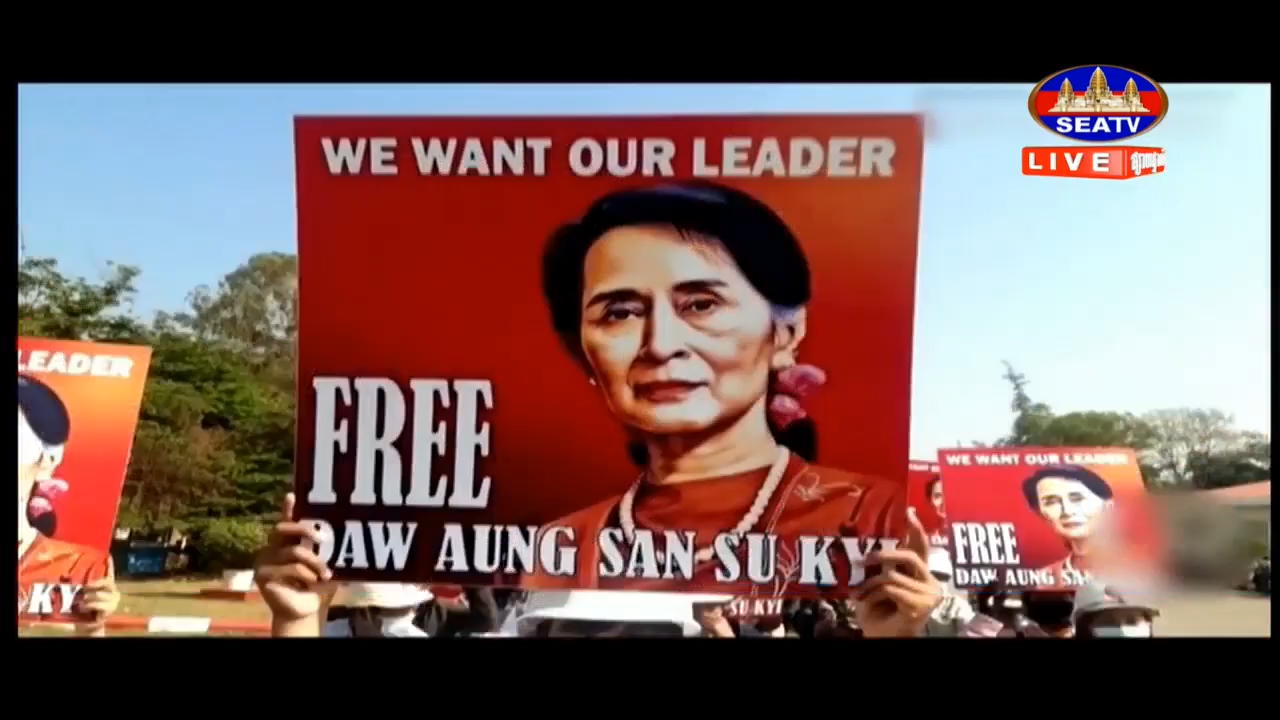 WE WANT OUR LEADER
FREE
DAW AUNG SAN SU KYI
LEADER
KY
WE WANT OUR LEADER
FREE
DAW AUNG SAN
SU KYI
SEATV
LIVE